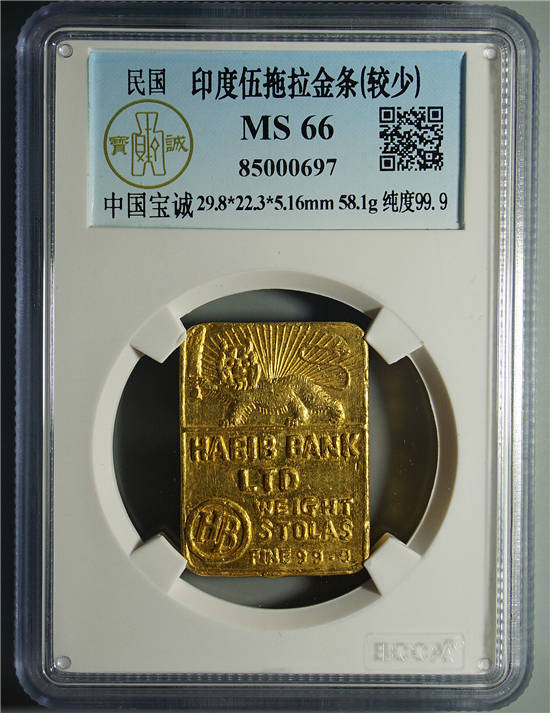 民国 印度伍拖拉金条(较少)
MS 66
寶 誠
85000697
中国宝诚 29.8*22.3*5.16mm 58.1g 纯度99.9
HABIB BANK
LTD
WEIGHT
HB
5TOLAS
FINE 99.9